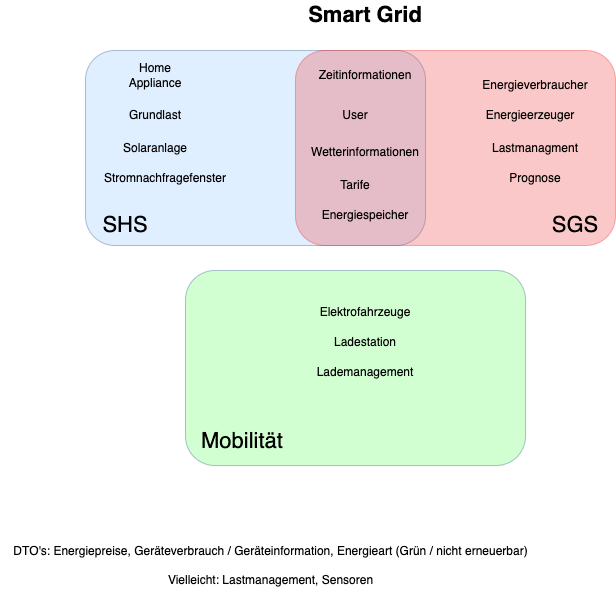 Smart Grid
Home
Appliance
Grundlast
Solaranlage
Stromnachfragefenster
SHS
Zeitinformationen
User
Wetterinformationen
Tarife
Energiespeicher
Energieverbraucher
Energieerzeuger
Lastmanagment
Prognose
SGS
Elektrofahrzeuge
Ladestation
Lademanagement
Mobilität
DTO's: Energiepreise, Geräteverbrauch / Geräteinformation, Energieart (Grün / nicht erneuerbar)
Vielleicht: Lastmanagement, Sensoren